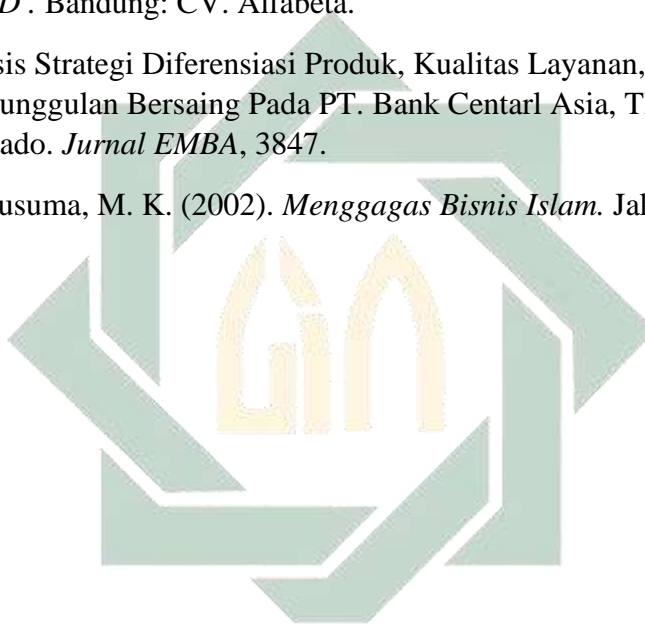 D . Bandung: CV. Alfabeta.
sis Strategi Diferensiasi Produk, Kualitas Layanan,
unggulan Bersaing Pada PT. Bank Centarl Asia,
ado. Jurnal EMBA, 3847.
usuma, M. K. (2002). Menggagas Bisnis Islam.